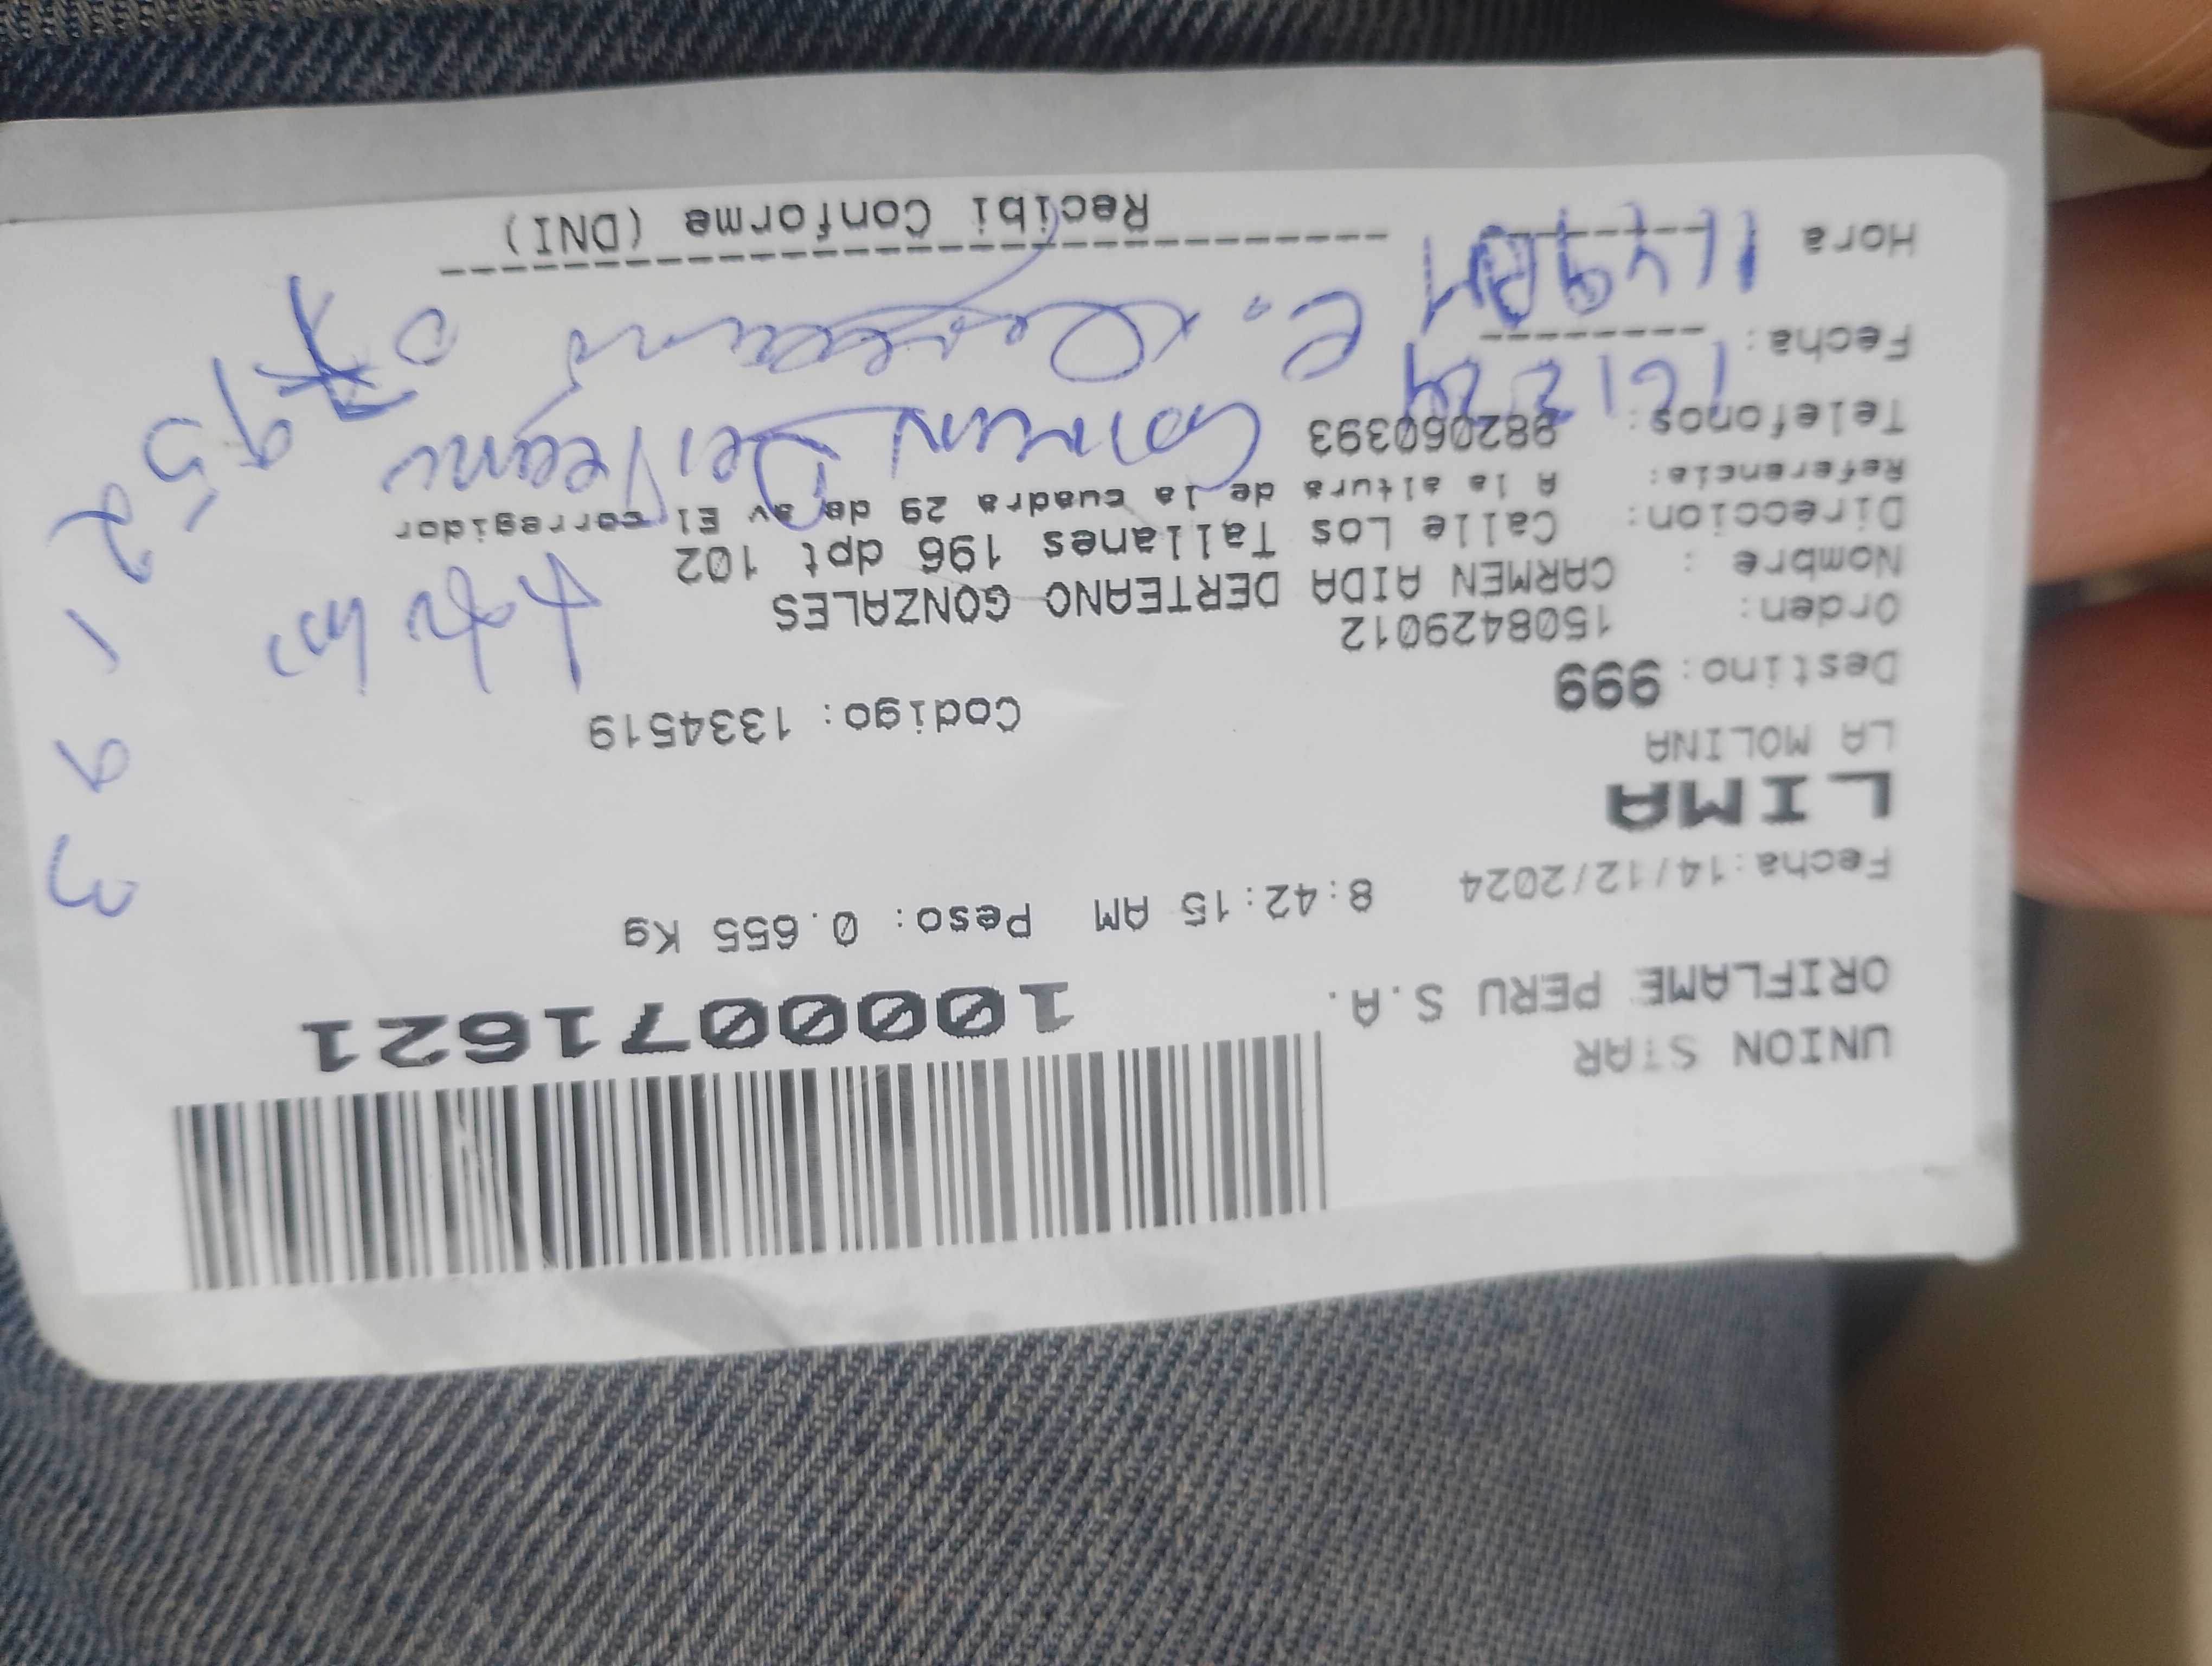 UNION STAR
ORIFLAME PERU S.A.
1000071621
Fecha:14/12/2024 8:42:15 AM Peso: 0.655 Kg
LIMA
LA MOLINA
Destino: 999 Codigo: 1334519
Orden: 1508429012
Nombre : CARMEN AIDA DERTEANO GONZALES
Direccion: Calle Los Tallanes 196 dpt 102
Referencia: A la altura de la cuadra 29 de av El corregidor
Telefonos: 982060393
Carmen Derteano
Fecha: 16 12 24
Hora 11 49 AM
Recibi Conforme (DNI)